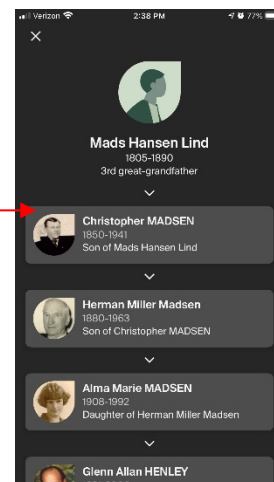 Verizon 2:38 PM 77%
Mads Hansen Lind
1805-1890
3rd great-grandfather
Christopher MADSEN
1850-1941
Son of Mads Hansen Lind
Herman Miller Madsen
1880-1963
Son of Christopher MADSEN
Alma Marie MADSEN
1908-1992
Daughter of Herman Miller Madsen
Glenn Allan HENLEY